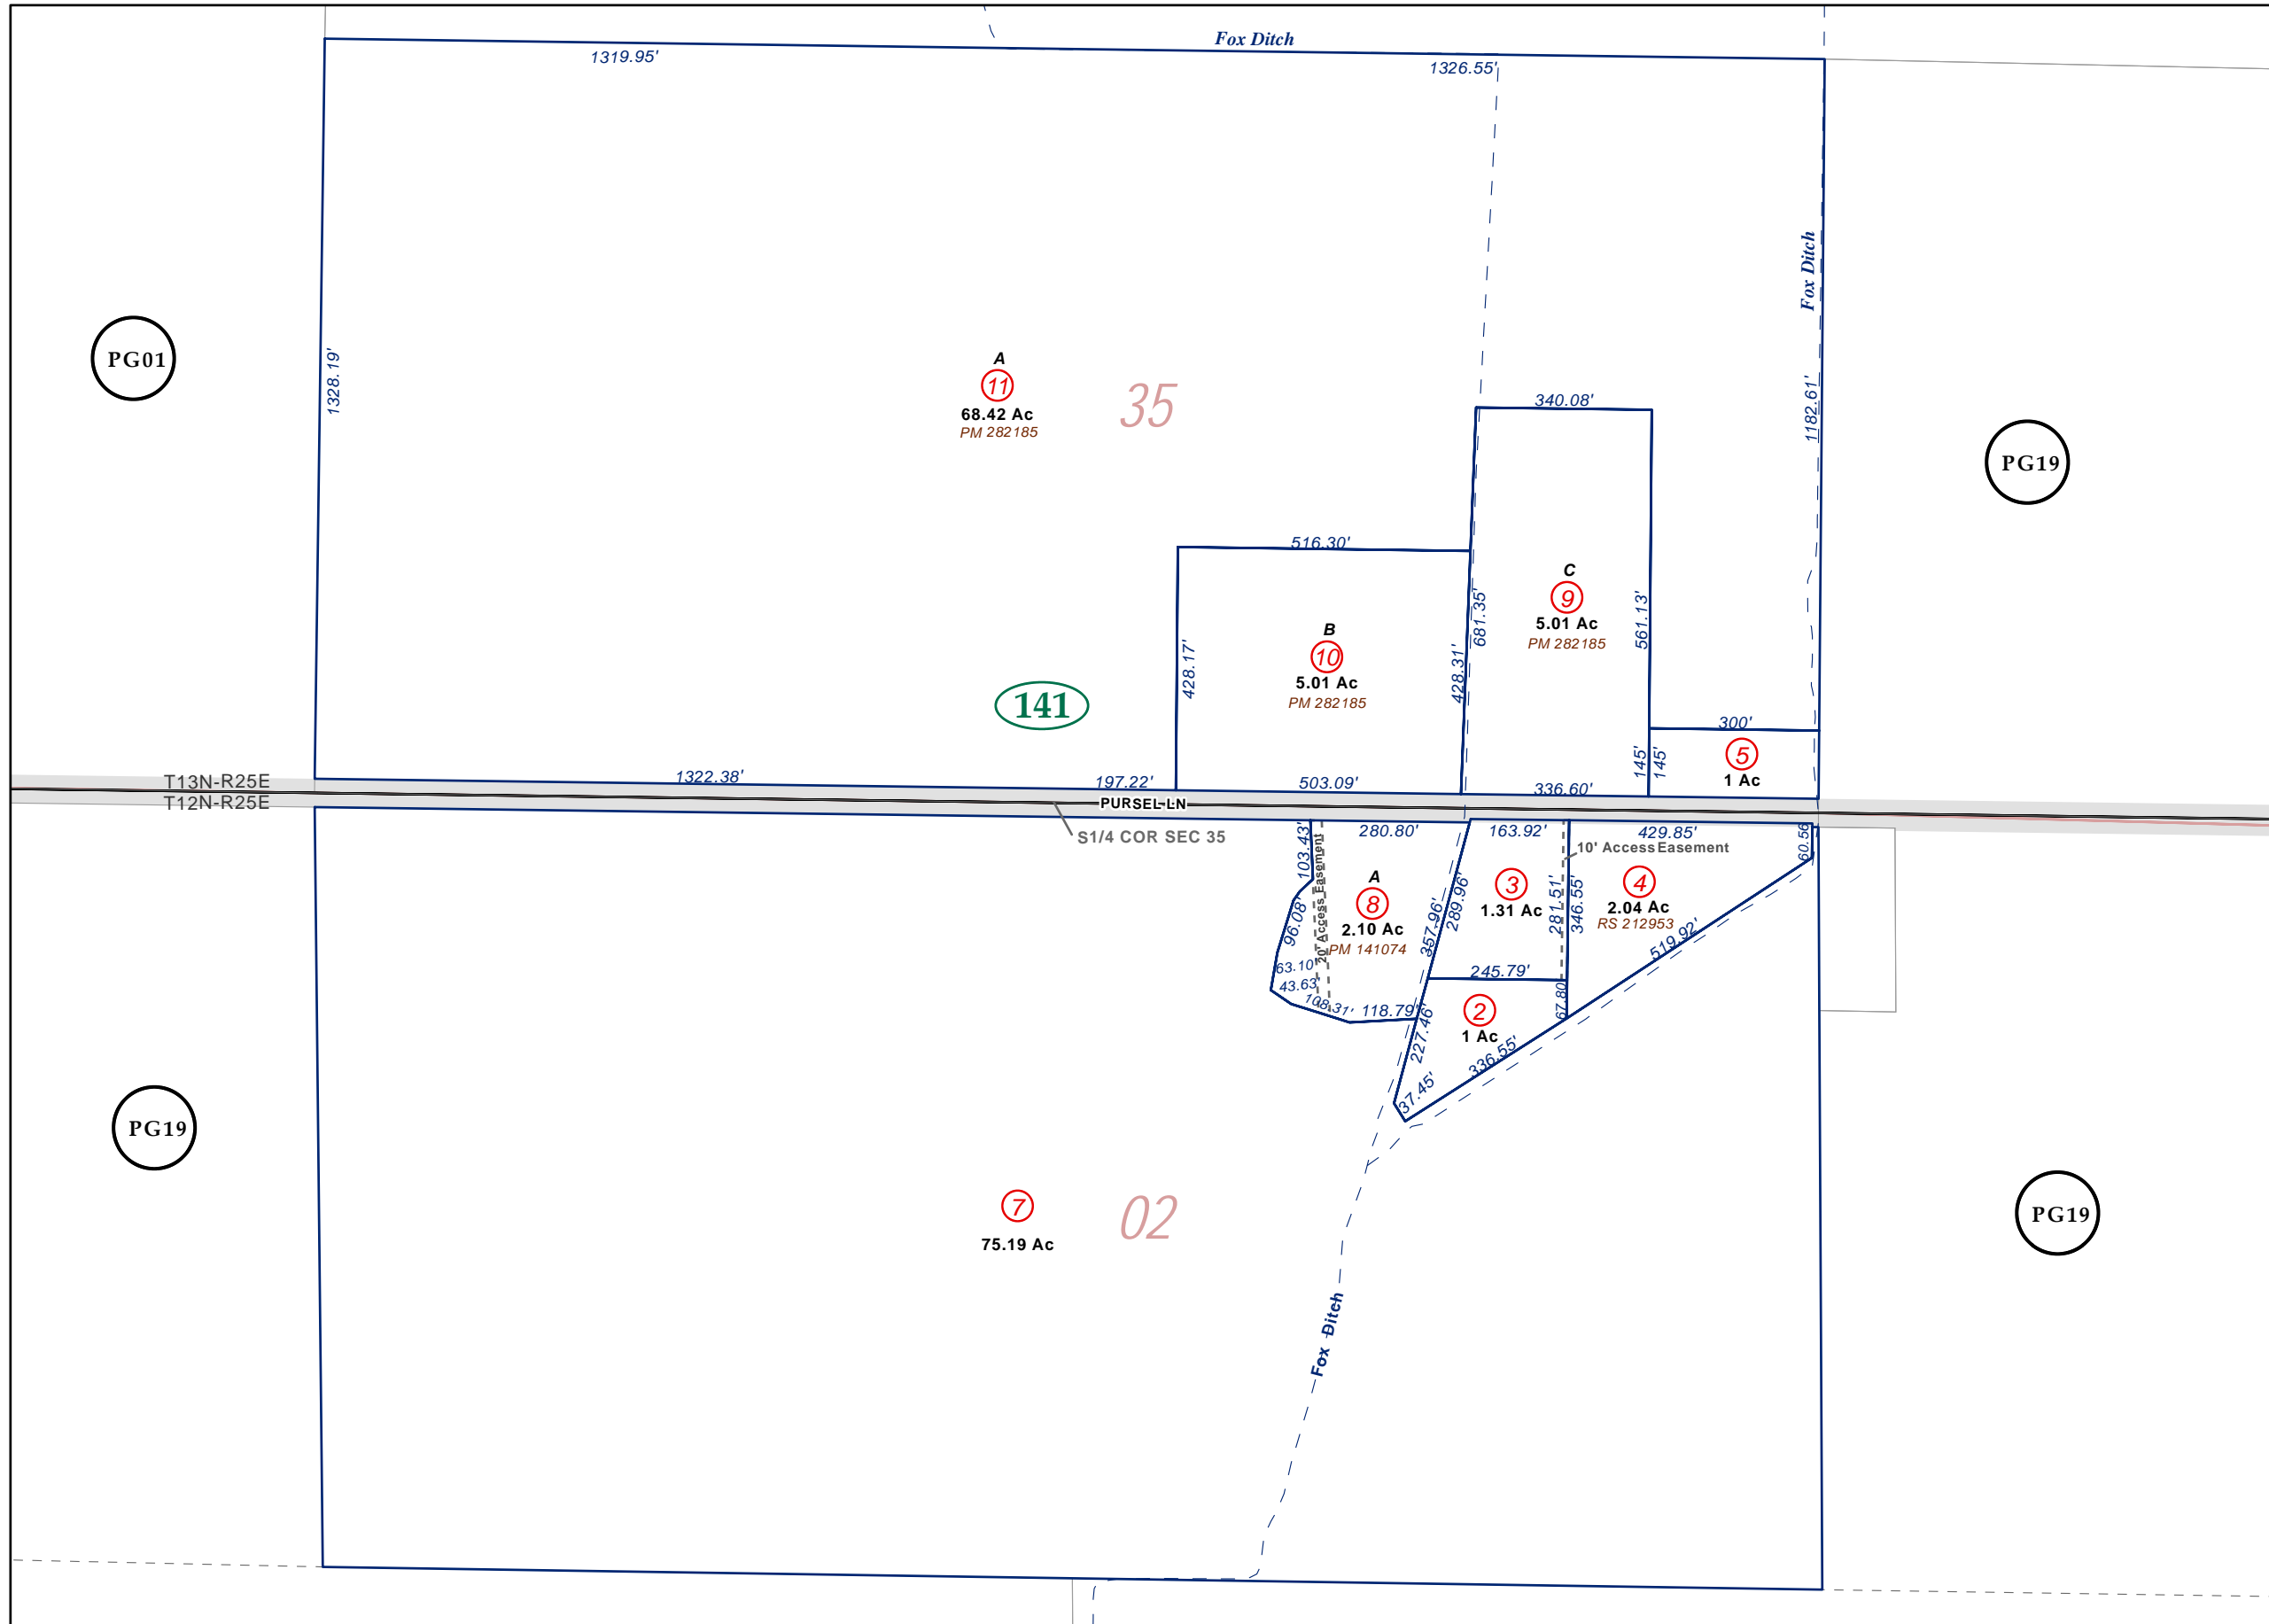 Fox Ditch
1319.95'
1326.55'
Fox Ditch
PG01
1328.19'
A
11
68.42 Ac
PM 282185
35
1182.61'
PG19
340.08'
516.30'
C
9
5.01 Ac
PM 282185
681.35'
561.13'
B
10
5.01 Ac
PM 282185
428.17'
428.31'
141
300'
5
1 Ac
145'
145'
T13N-R25E
T12N-R25E
1322.38'
197.22'
503.09'
336.60'
PURSEL LN
S1/4 COR SEC 35
103.43'
280.80'
163.92'
429.85'
60.56
10' Access Easement
20' Access Easement
A
8
2.10 Ac
PM 141074
96.08'
63.10'
43.63'
108.31'
118.79'
357.96'
289.96'
3
1.31 Ac
281.51'
346.55'
4
2.04 Ac
RS 212953
519.92'
245.79'
67.80'
2
1 Ac
227.46'
336.55'
37.45'
PG19
7
75.19 Ac
02
PG19
Fox Ditch